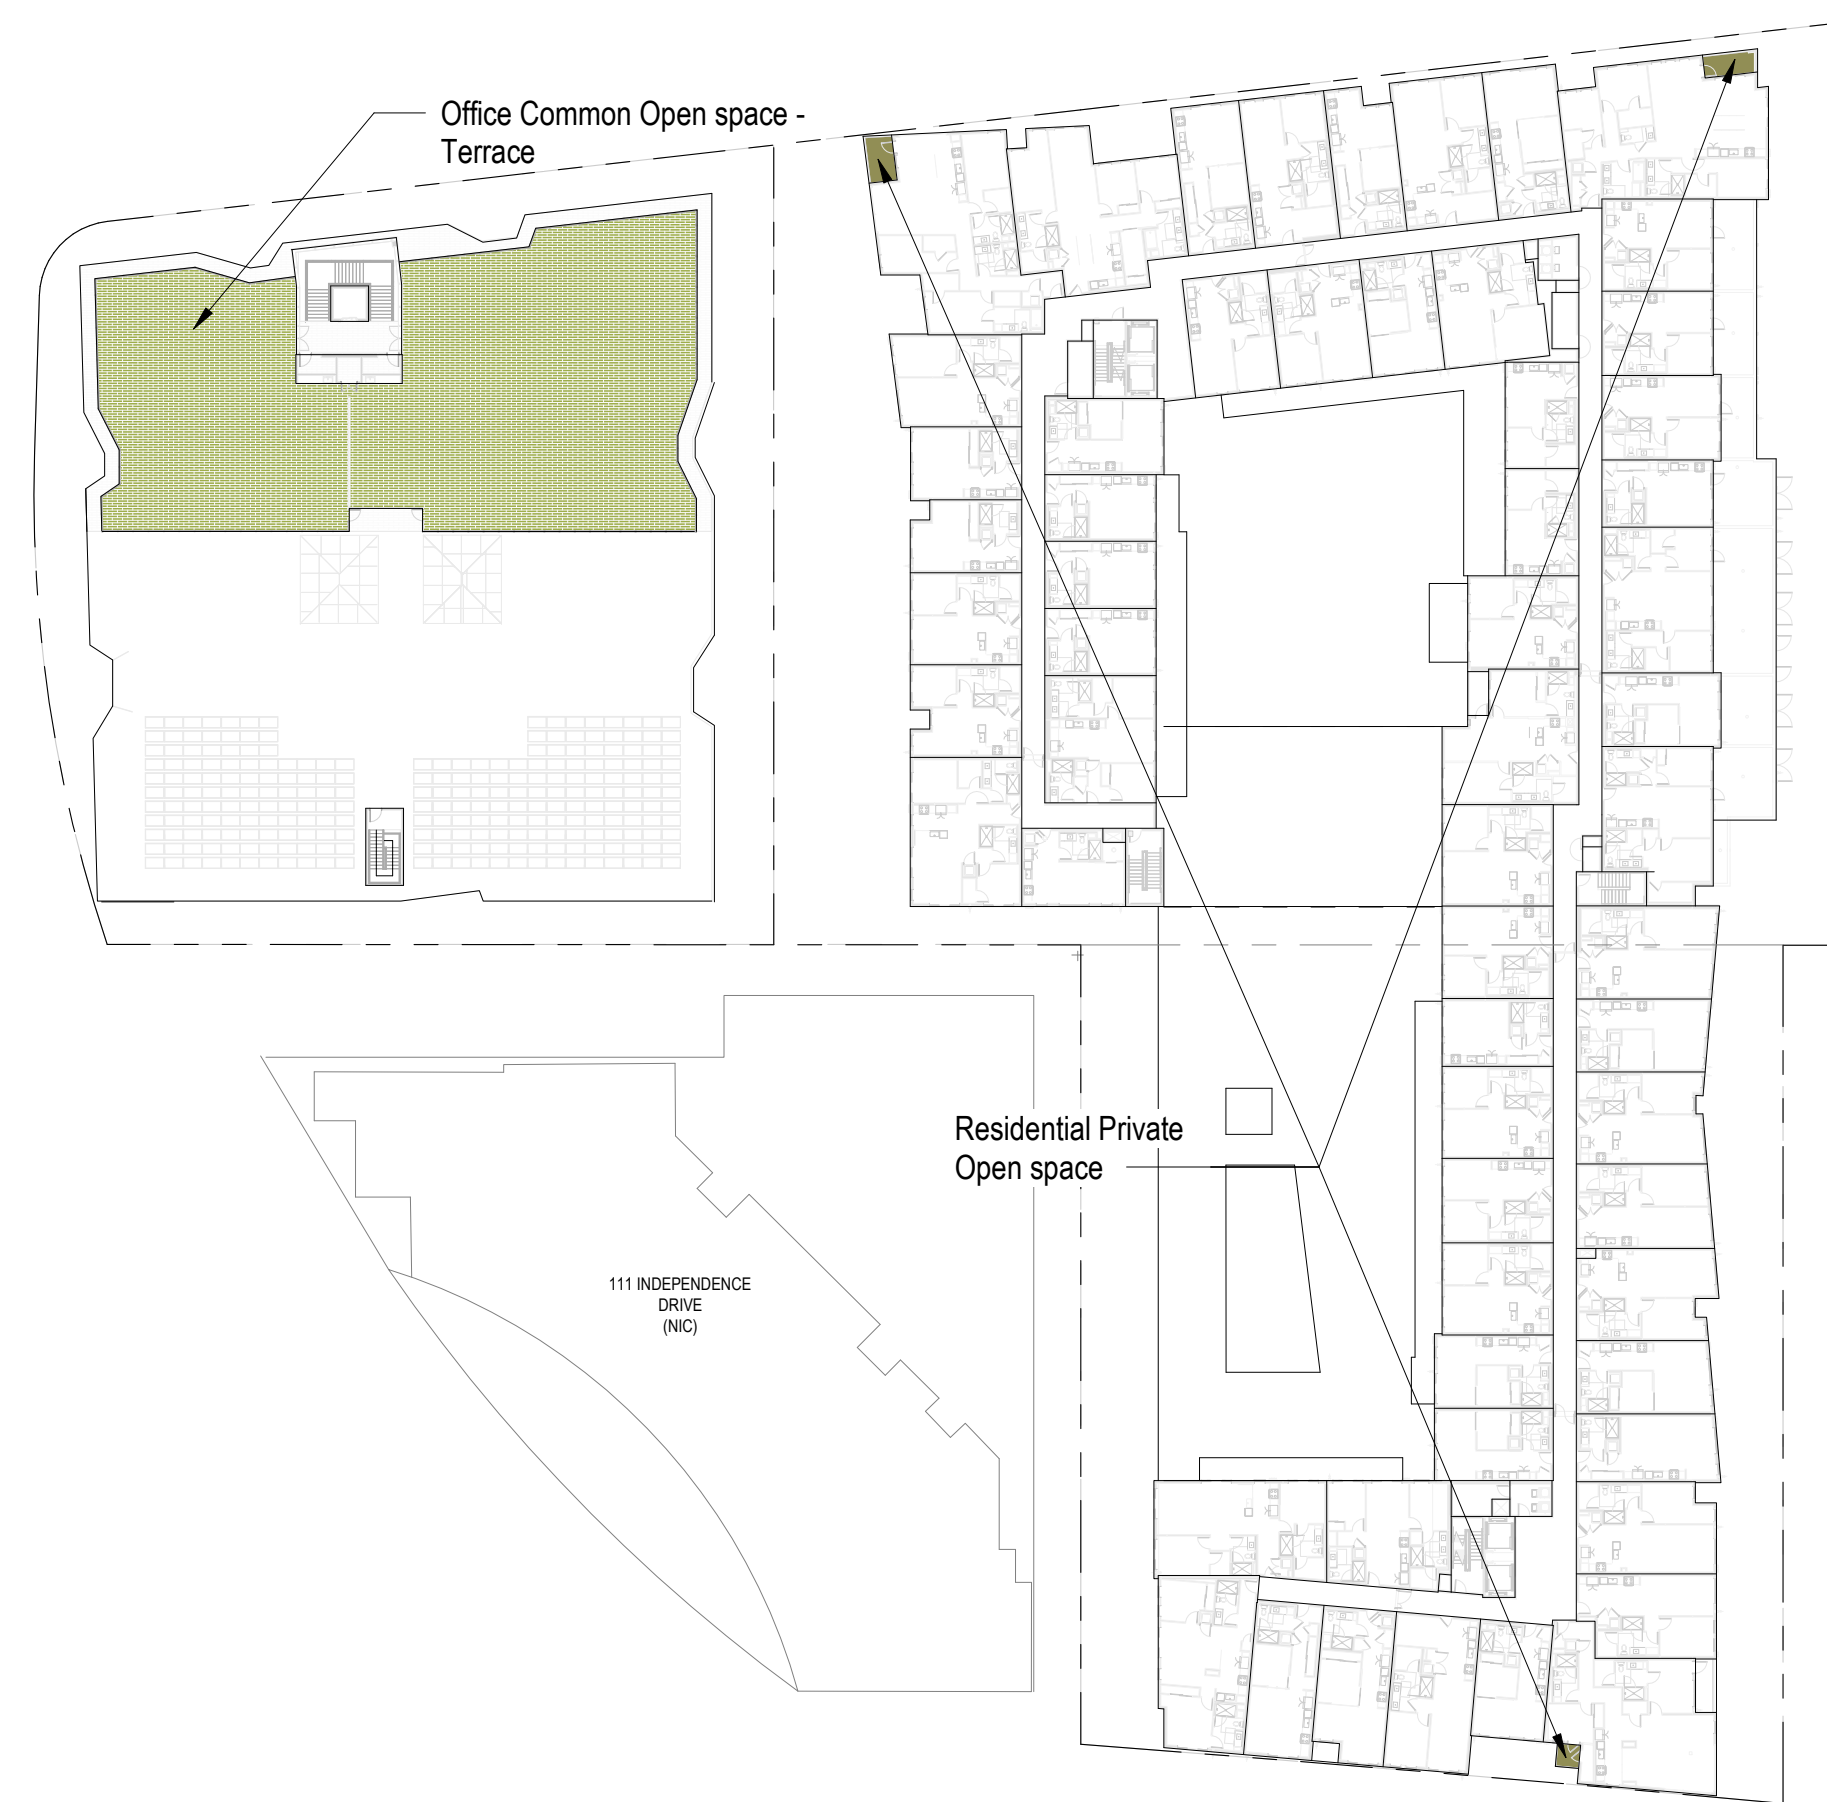 Office Common Open space -
Terrace
Residential Private
Open space
111 INDEPENDENCE
DRIVE
(NIC)